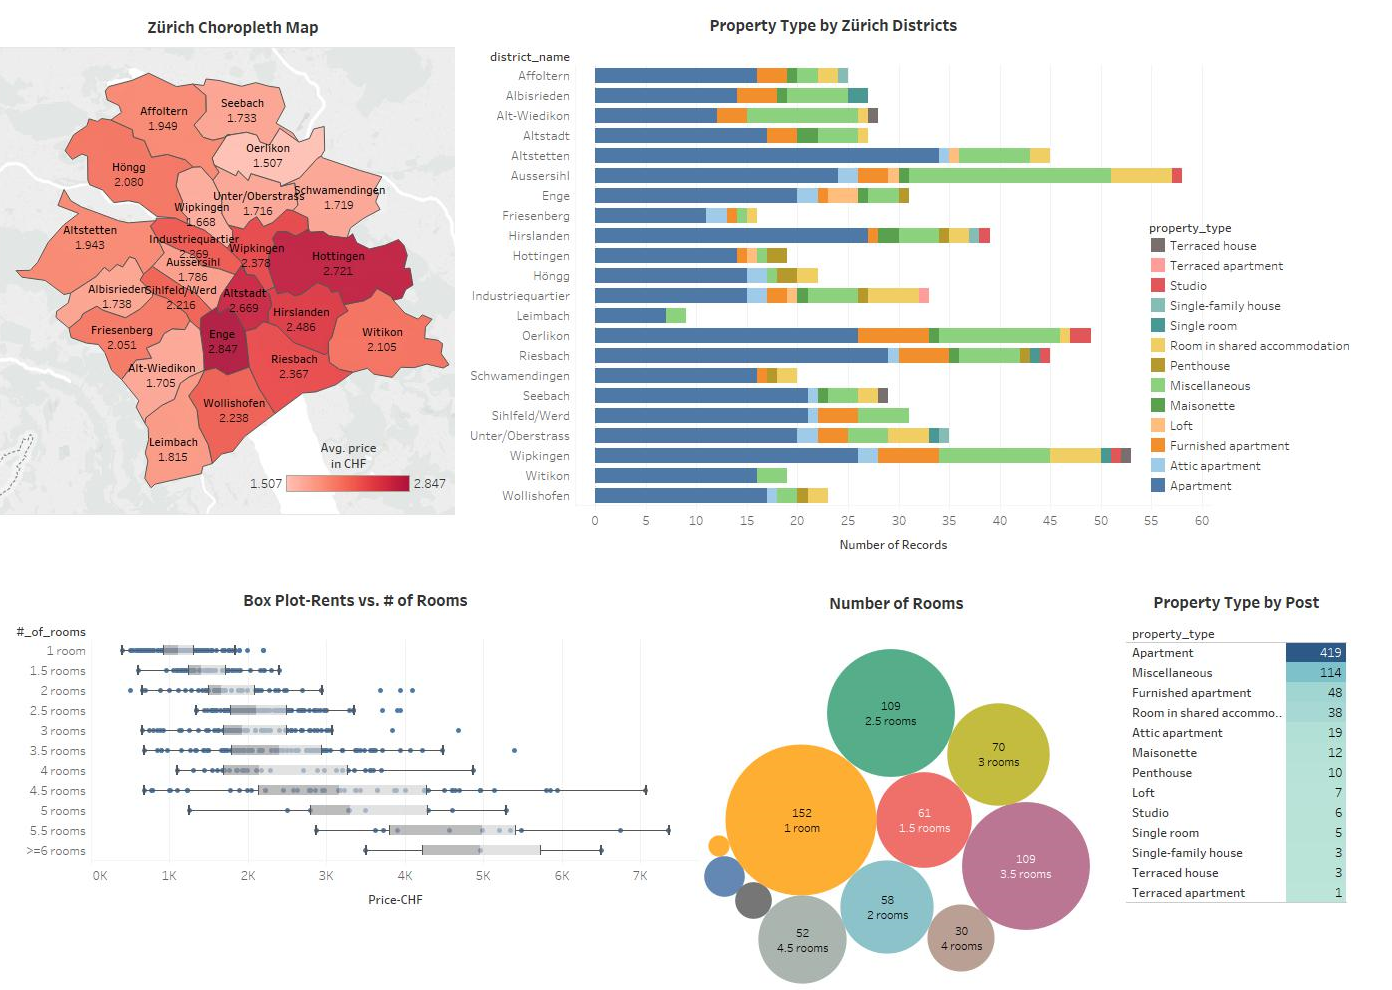 Zürich Choropleth Map
Affoltern
1.949
Seebach
1.733
Oerlikon
1.507
Höngg
2.080
Schwamendingen
1.719
Unter/Oberstrass
1.716
Wipkingen
1.668
Altstetten
1.943
Industriequartier
2.269
Wipkingen
2.378
Hottingen
2.721
Aussersihl
1.786
Albisrieden
1.738
Sihlfeld/Werd
2.216
Altstadt
2.669
Hirslanden
2.486
Friesenberg
2.051
Enge
2.847
Witikon
2.105
Riesbach
2.367
Alt-Wiedikon
1.705
Wollishofen
2.238
Leimbach
1.815
Avg. price
in CHF
1.507
2.847
Property Type by Zürich Districts
district_name
Affoltern
Albisrieden
Alt-Wiedikon
Altstadt
Altstetten
Aussersihl
Enge
Friesenberg
Hirslanden
Hottingen
Höngg
Industriequartier
Leimbach
Oerlikon
Riesbach
Schwamendingen
Seebach
Sihlfeld/Werd
Unter/Oberstrass
Wipkingen
Witikon
Wollishofen
0 5 10 15 20 25 30 35 40 45 50 55 60
Number of Records
property_type
Terraced house
Terraced apartment
Studio
Single-family house
Single room
Room in shared accommodation
Penthouse
Miscellaneous
Maisonette
Loft
Furnished apartment
Attic apartment
Apartment
Box Plot-Rents vs. # of Rooms
#_of_rooms
1 room
1.5 rooms
2 rooms
2.5 rooms
3 rooms
3.5 rooms
4 rooms
4.5 rooms
5 rooms
5.5 rooms
>=6 rooms
0K 1K 2K 3K 4K 5K 6K 7K
Price-CHF
Number of Rooms
109
2.5 rooms
70
3 rooms
152
1 room
61
1.5 rooms
109
3.5 rooms
58
2 rooms
52
4.5 rooms
30
4 rooms
Property Type by Post
property_type
Apartment 419
Miscellaneous 114
Furnished apartment 48
Room in shared accommo.. 38
Attic apartment 19
Maisonette 12
Penthouse 10
Loft 7
Studio 6
Single room 5
Single-family house 3
Terraced house 3
Terraced apartment 1